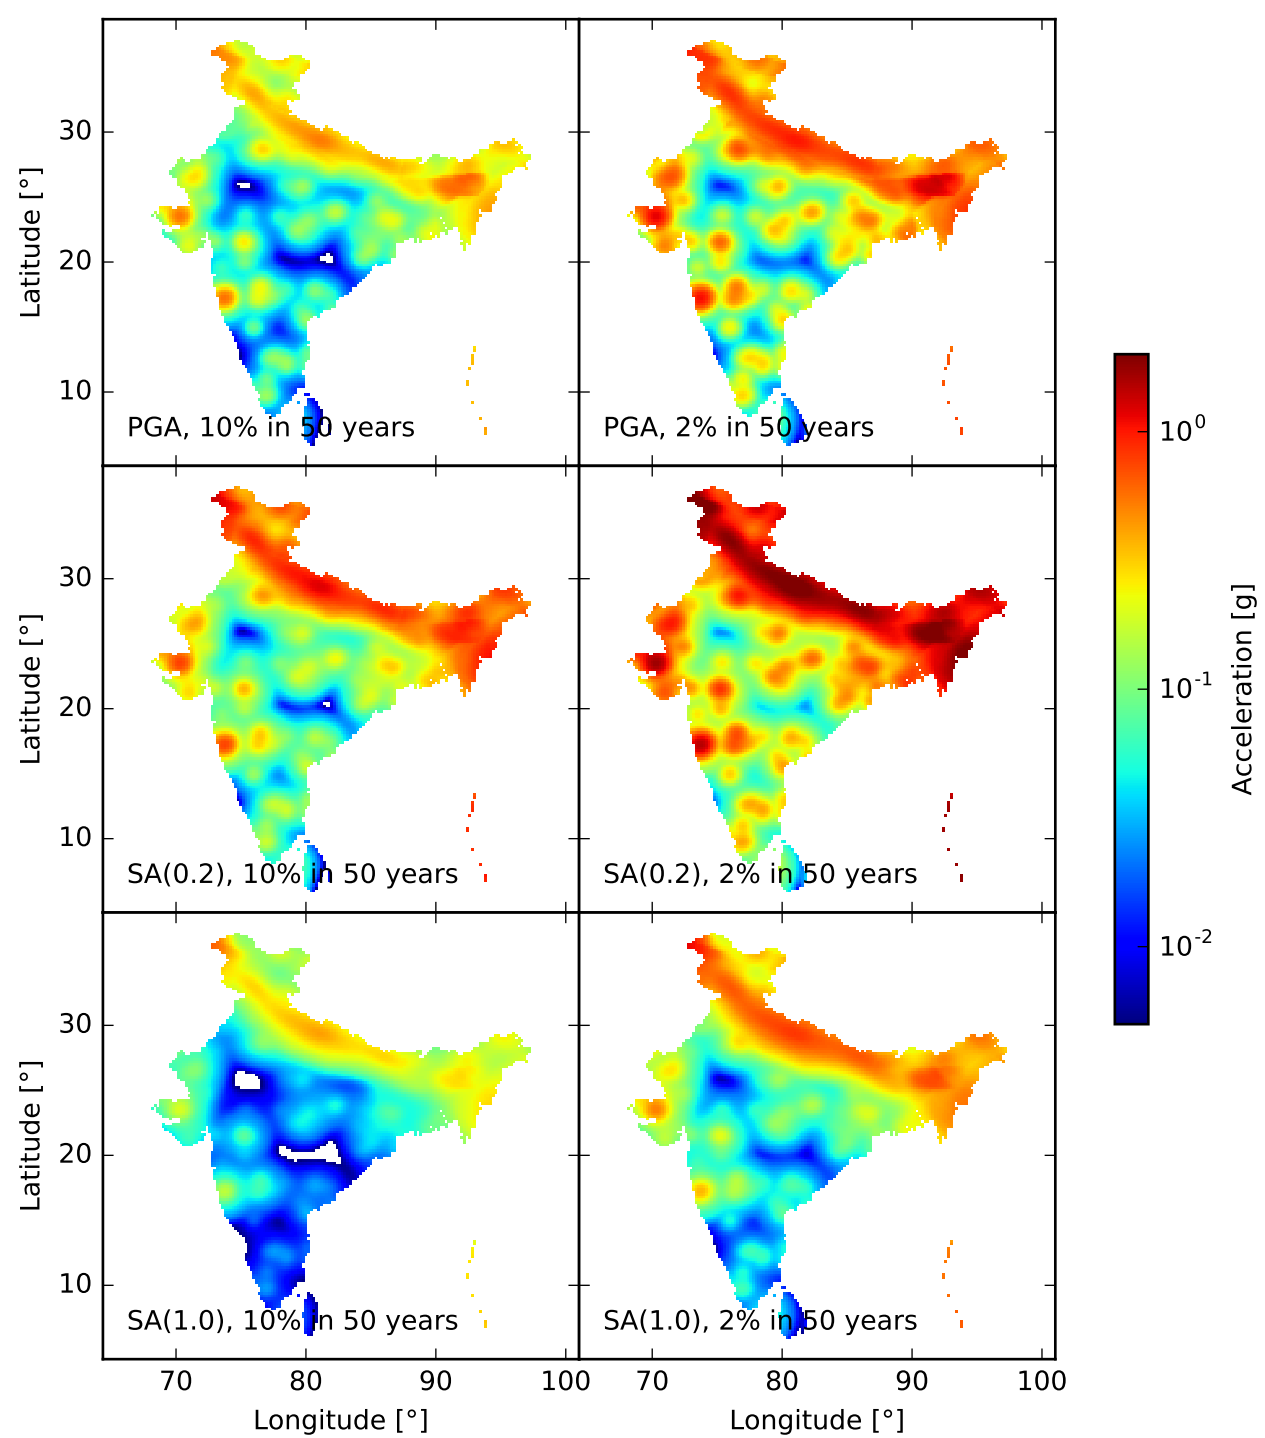 30
20
10
Latitude [°]
PGA, 10% in 50 years
PGA, 2% in 50 years
30
20
10
Latitude [°]
SA(0.2), 10% in 50 years
SA(0.2), 2% in 50 years
30
20
10
Latitude [°]
SA(1.0), 10% in 50 years
SA(1.0), 2% in 50 years
70 80 90 100 70 80 90 100
Longitude [°] Longitude [°]
10^0
10^-1
10^-2
Acceleration [g]